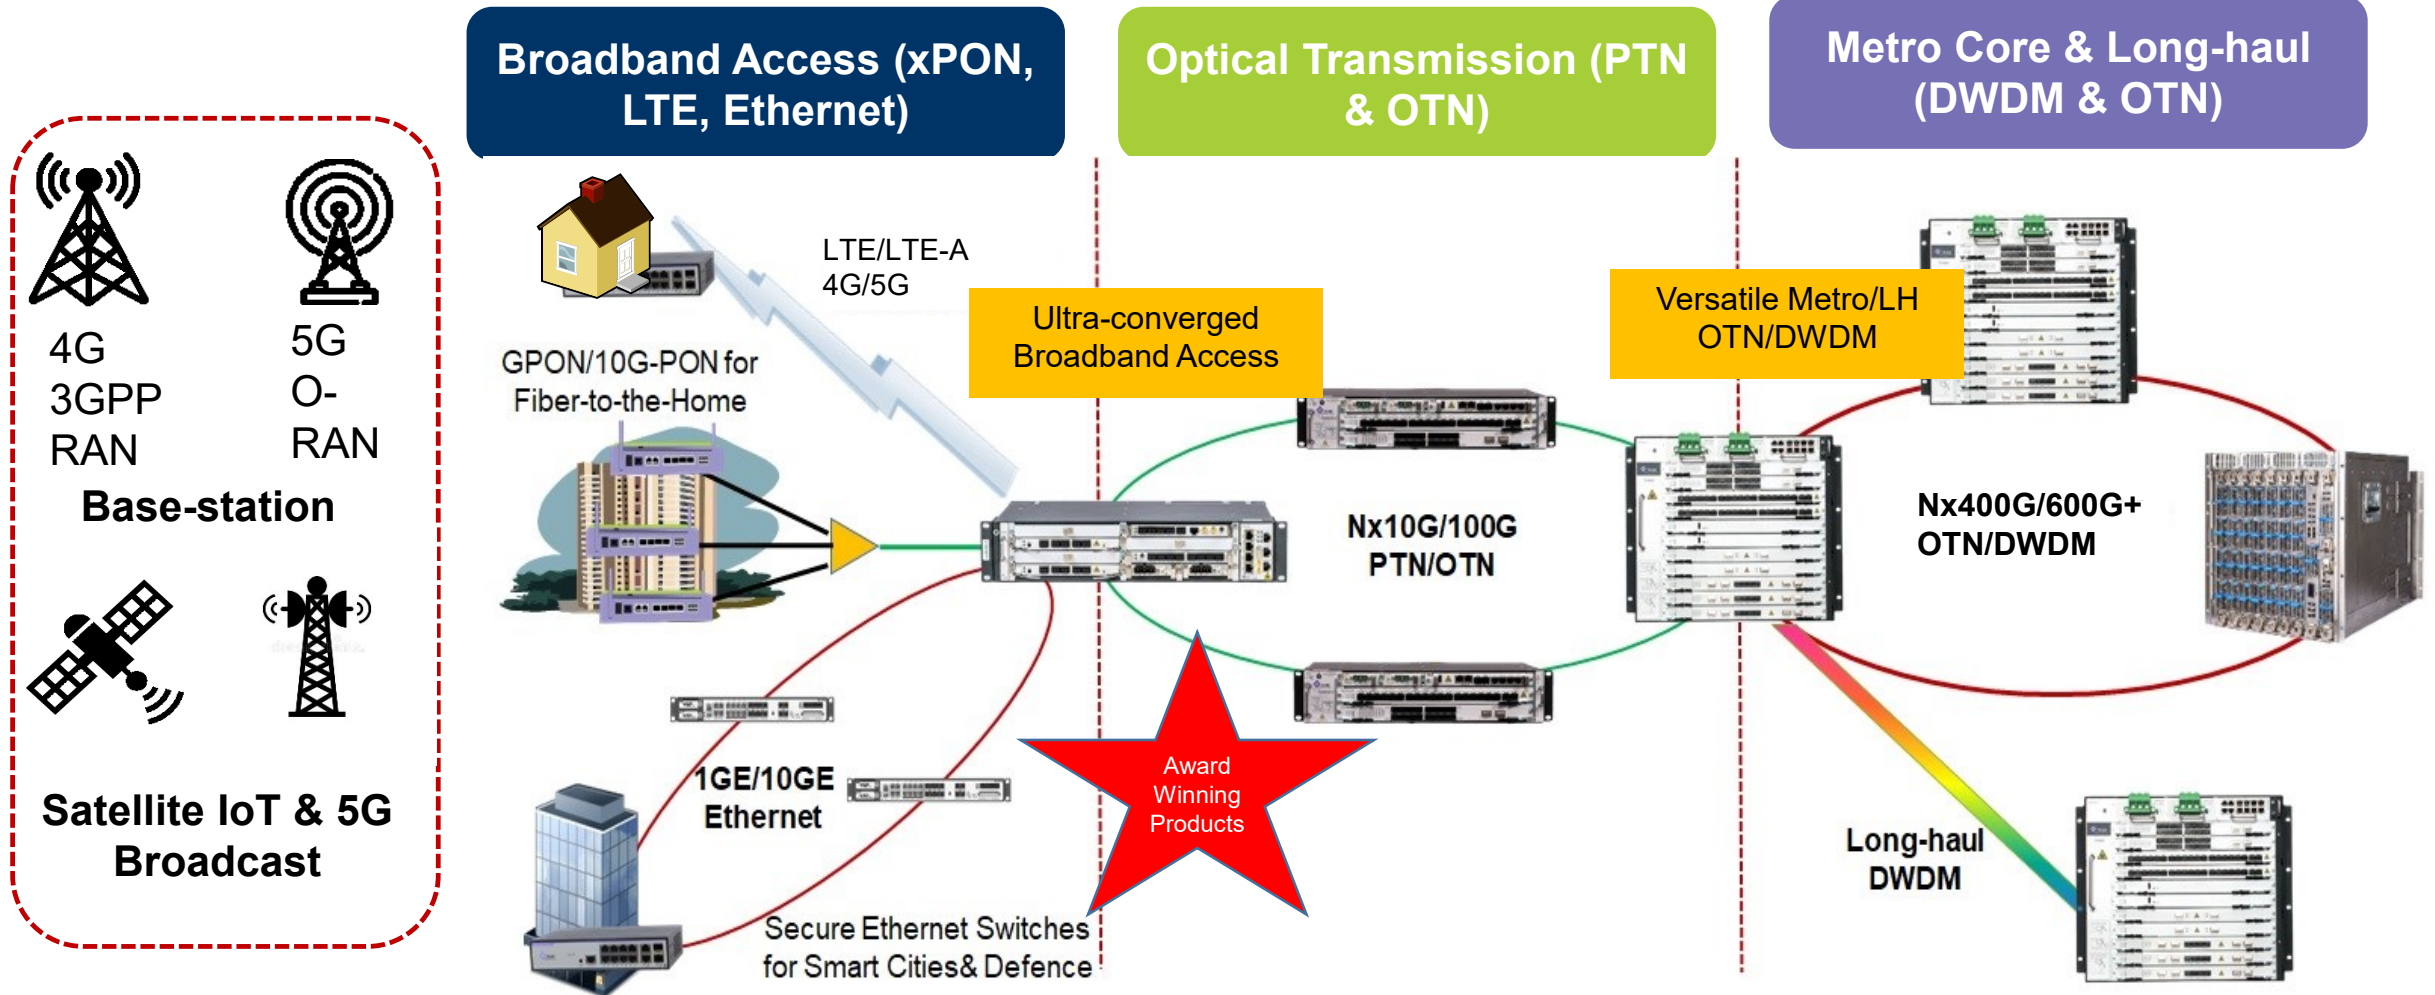 Broadband Access (xPON,
LTE, Ethernet)
Optical Transmission (PTN
& OTN)
Metro Core & Long-haul
(DWDM & OTN)
4G
3GPP
RAN
5G
O-
RAN
Base-station
Satellite IoT & 5G
Broadcast
LTE/LTE-A
4G/5G
GPON/10G-PON for
Fiber-to-the-Home
Ultra-converged
Broadband Access
Versatile Metro/LH
OTN/DWDM
Nx10G/100G
PTN/OTN
Nx400G/600G+
OTN/DWDM
1GE/10GE
Ethernet
Award
Winning
Products
Long-haul
DWDM
Secure Ethernet Switches
for Smart Cities& Defence